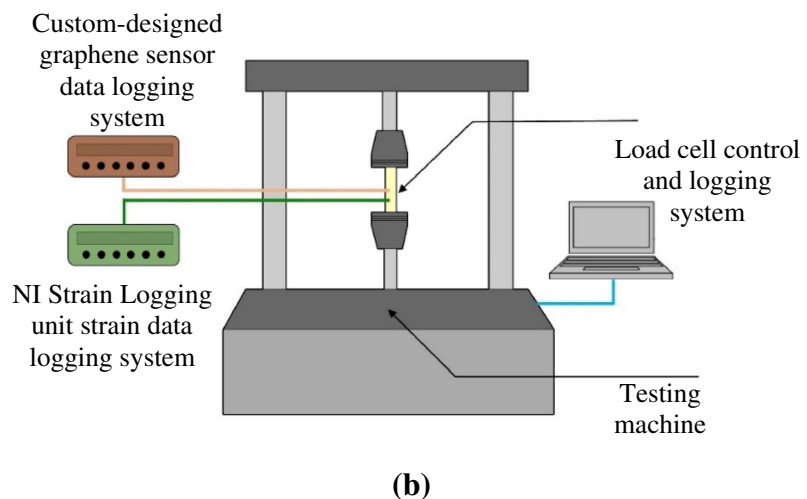 Custom-designed
graphene sensor
data logging
system
Load cell control
and logging
system
NI Strain Logging
unit strain data
logging system
Testing
machine
(b)